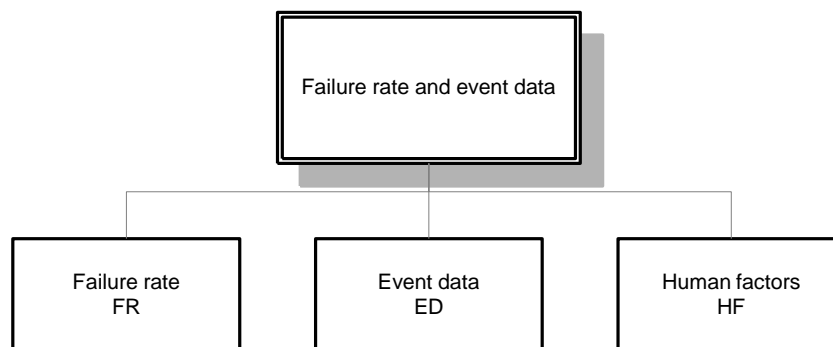 Failure rate and event data
Failure rate
FR
Event data
ED
Human factors
HF